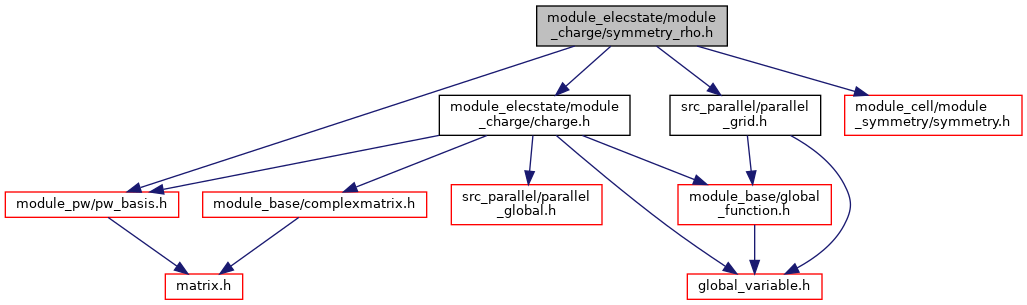 module_elecstate/module
_charge/symmetry_rho.h
module_elecstate/module
_charge/charge.h
src_parallel/parallel
_grid.h
module_cell/module
_symmetry/symmetry.h
module_pw/pw_basis.h
module_base/complexmatrix.h
src_parallel/parallel
_global.h
module_base/global
_function.h
matrix.h
global_variable.h